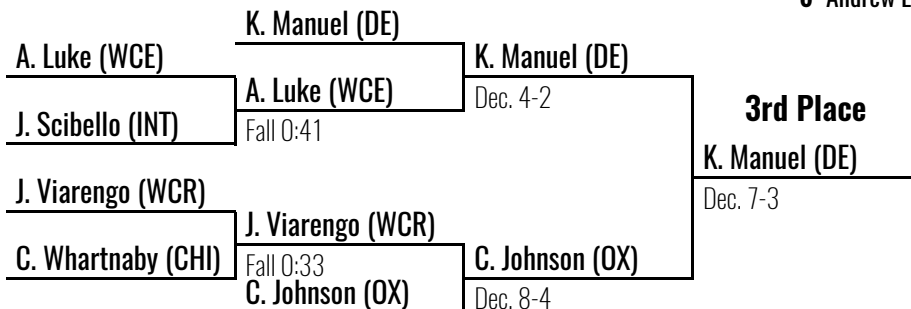 Andrew
K. Manuel (DE)
A. Luke (WCE)
K. Manuel (DE)
A. Luke (WCE)
Dec. 4-2
3rd Place
J. Scibello (INT)
Fall 0:41
K. Manuel (DE)
J. Viarengo (WCR)
Dec. 7-3
J. Viarengo (WCR)
C. Whartnaby (CHI)
Fall 0:33
C. Johnson (OX)
C. Johnson (OX)
Dec. 8-4